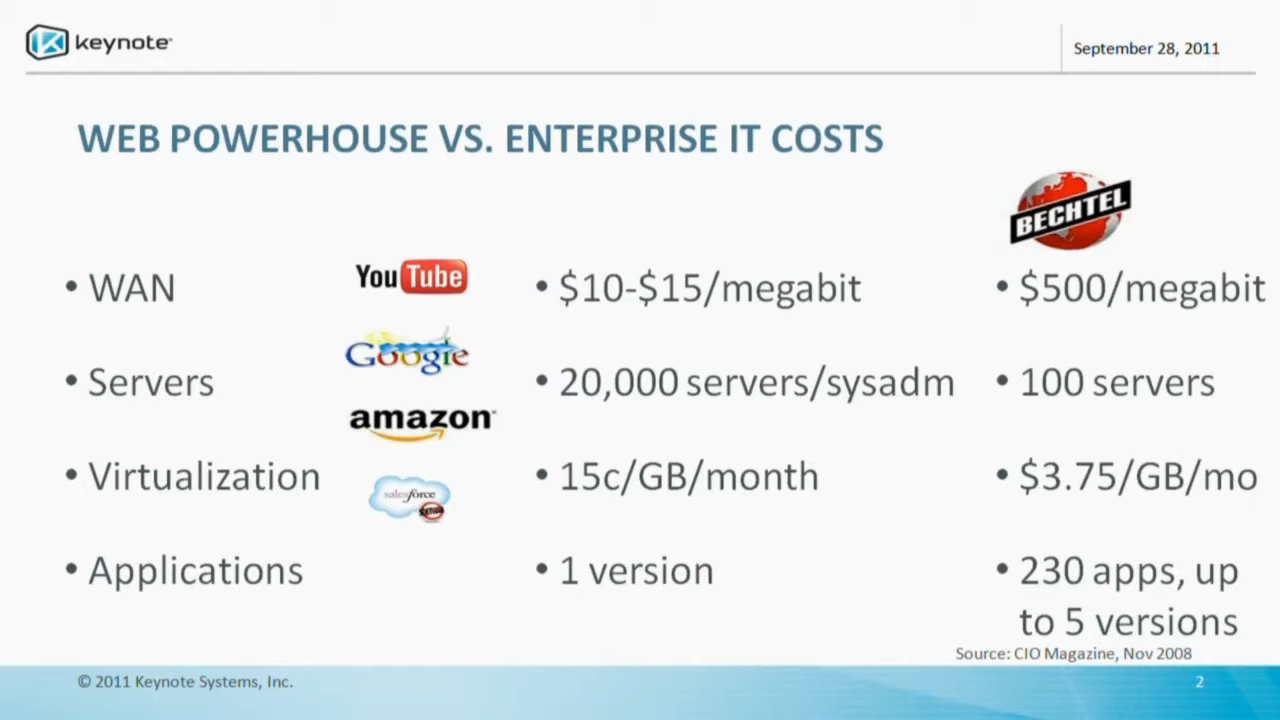 keynote
September 28, 2011
WEB POWERHOUSE VS. ENTERPRISE IT COSTS
BECHTEL
• WAN
YouTube
• $10-$15/megabit
• $500/megabit
Google
• Servers
• 20,000 servers/sysadm
• 100 servers
amazon
• Virtualization
salesforce
• 15c/GB/month
• $3.75/GB/mo
• Applications
• 1 version
• 230 apps, up
to 5 versions
Source: CIO Magazine, Nov 2008
© 2011 Keynote Systems, Inc.
2